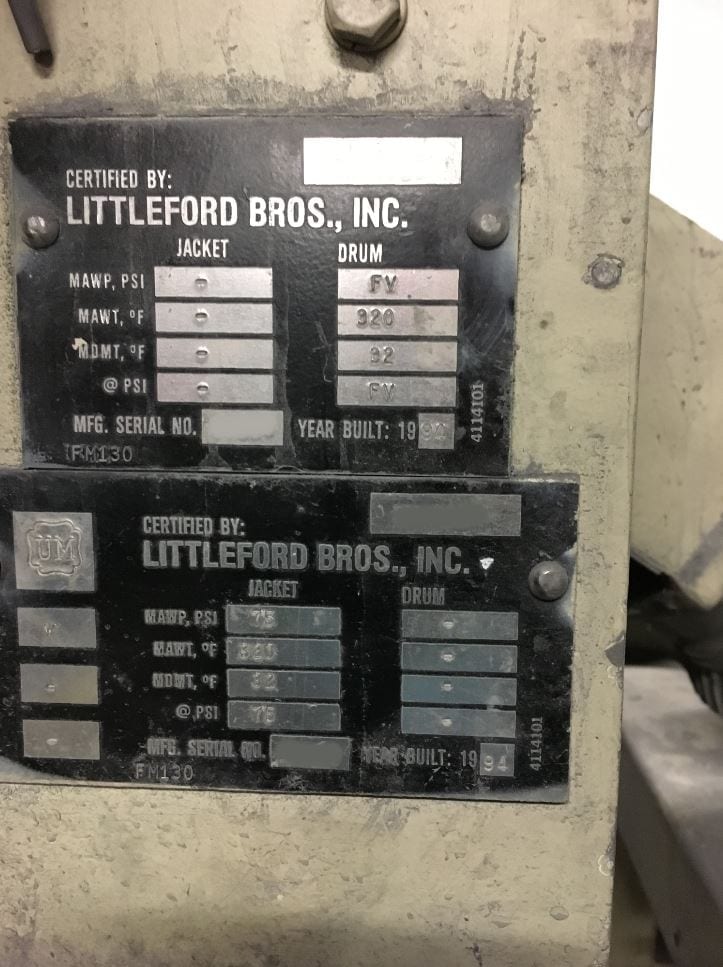 CERTIFIED BY:
LITTLEFORD BROS., INC.
JACKET DRUM
MAWP, PSI - FV
MAWT, °F - 320
MDMT, °F - 32
@ PSI - FV
MFG. SERIAL NO. YEAR BUILT: 19
4114101
FM130
UM
CERTIFIED BY:
LITTLEFORD BROS., INC.
JACKET DRUM
MAWP, PSI 75 -
MAWT, °F 320 -
MDMT, °F 32 -
@ PSI 75 -
MFG. SERIAL NO. YEAR BUILT: 1994
4114101
FM130